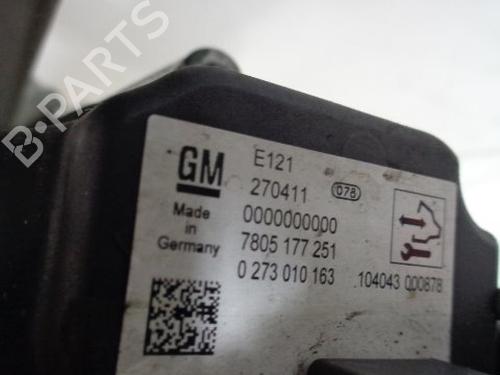 B-PARTS
GM
E121
270411 078
Made in Germany
0000000000
7805 177 251
0 273 010 163 .104043 000878